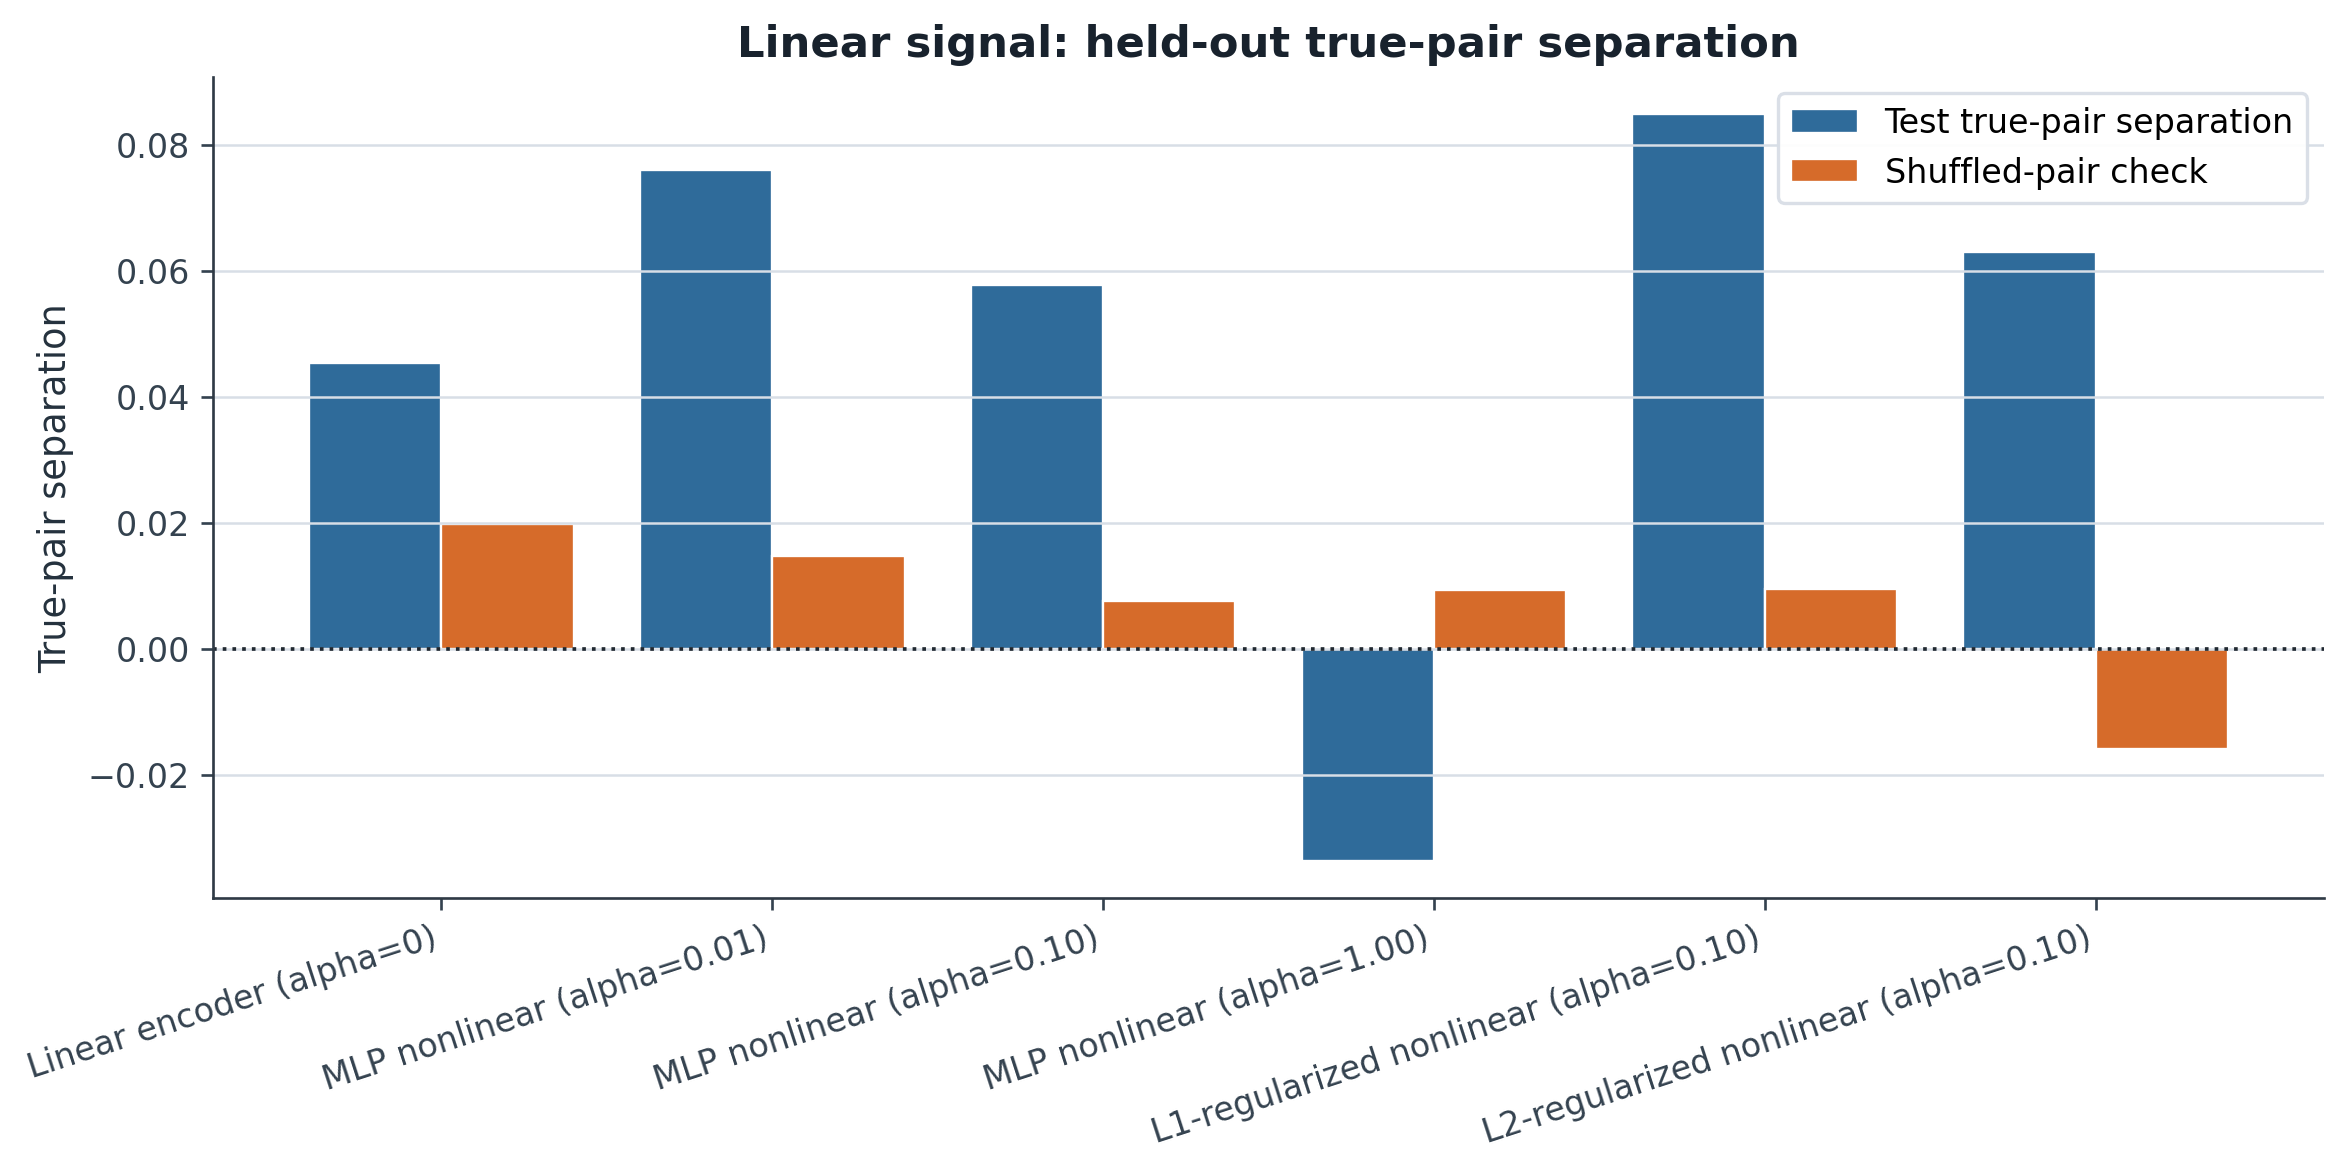 Linear signal: held-out true-pair separation
Test true-pair separation
Shuffled-pair check
True-pair separation
0.08
0.06
0.04
0.02
0.00
−0.02
Linear encoder (alpha=0)
MLP nonlinear (alpha=0.01)
MLP nonlinear (alpha=0.10)
MLP nonlinear (alpha=1.00)
L1-regularized nonlinear (alpha=0.10)
L2-regularized nonlinear (alpha=0.10)